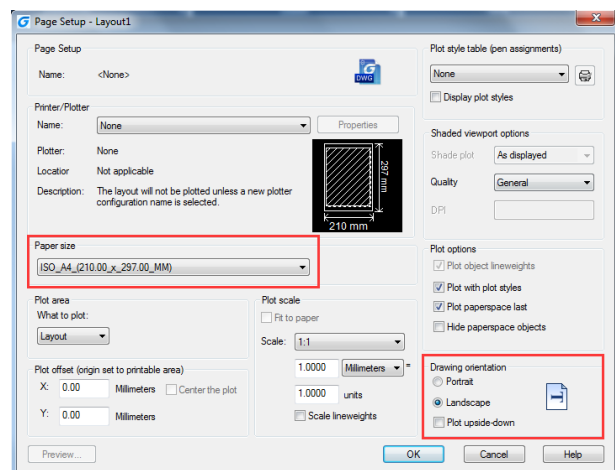 Page Setup - Layout1
Page Setup
Name: <None>
DWG
Printer/Plotter
Name: None
Properties
Plotter: None
Locatior Not applicable
Description: The layout will not be plotted unless a new plotter
configuration name is selected.
297 mm
210 mm
Paper size
ISO_A4_(210.00_x_297.00_MM)
Plot area
What to plot:
Layout
Plot offset (origin set to printable area)
X: 0.00 Millimeters Center the plot
Y: 0.00 Millimeters
Plot scale
Fit to paper
Scale: 1:1
1.0000 Millimeters =
1.0000 units
Scale lineweights
Plot style table (pen assignments)
None
Display plot styles
Shaded viewport options
Shade plot As displayed
Quality General
DPI
Plot options
Plot object lineweights
Plot with plot styles
Plot paperspace last
Hide paperspace objects
Drawing orientation
Portrait
Landscape
Plot upside-down
Preview...
OK
Cancel
Help